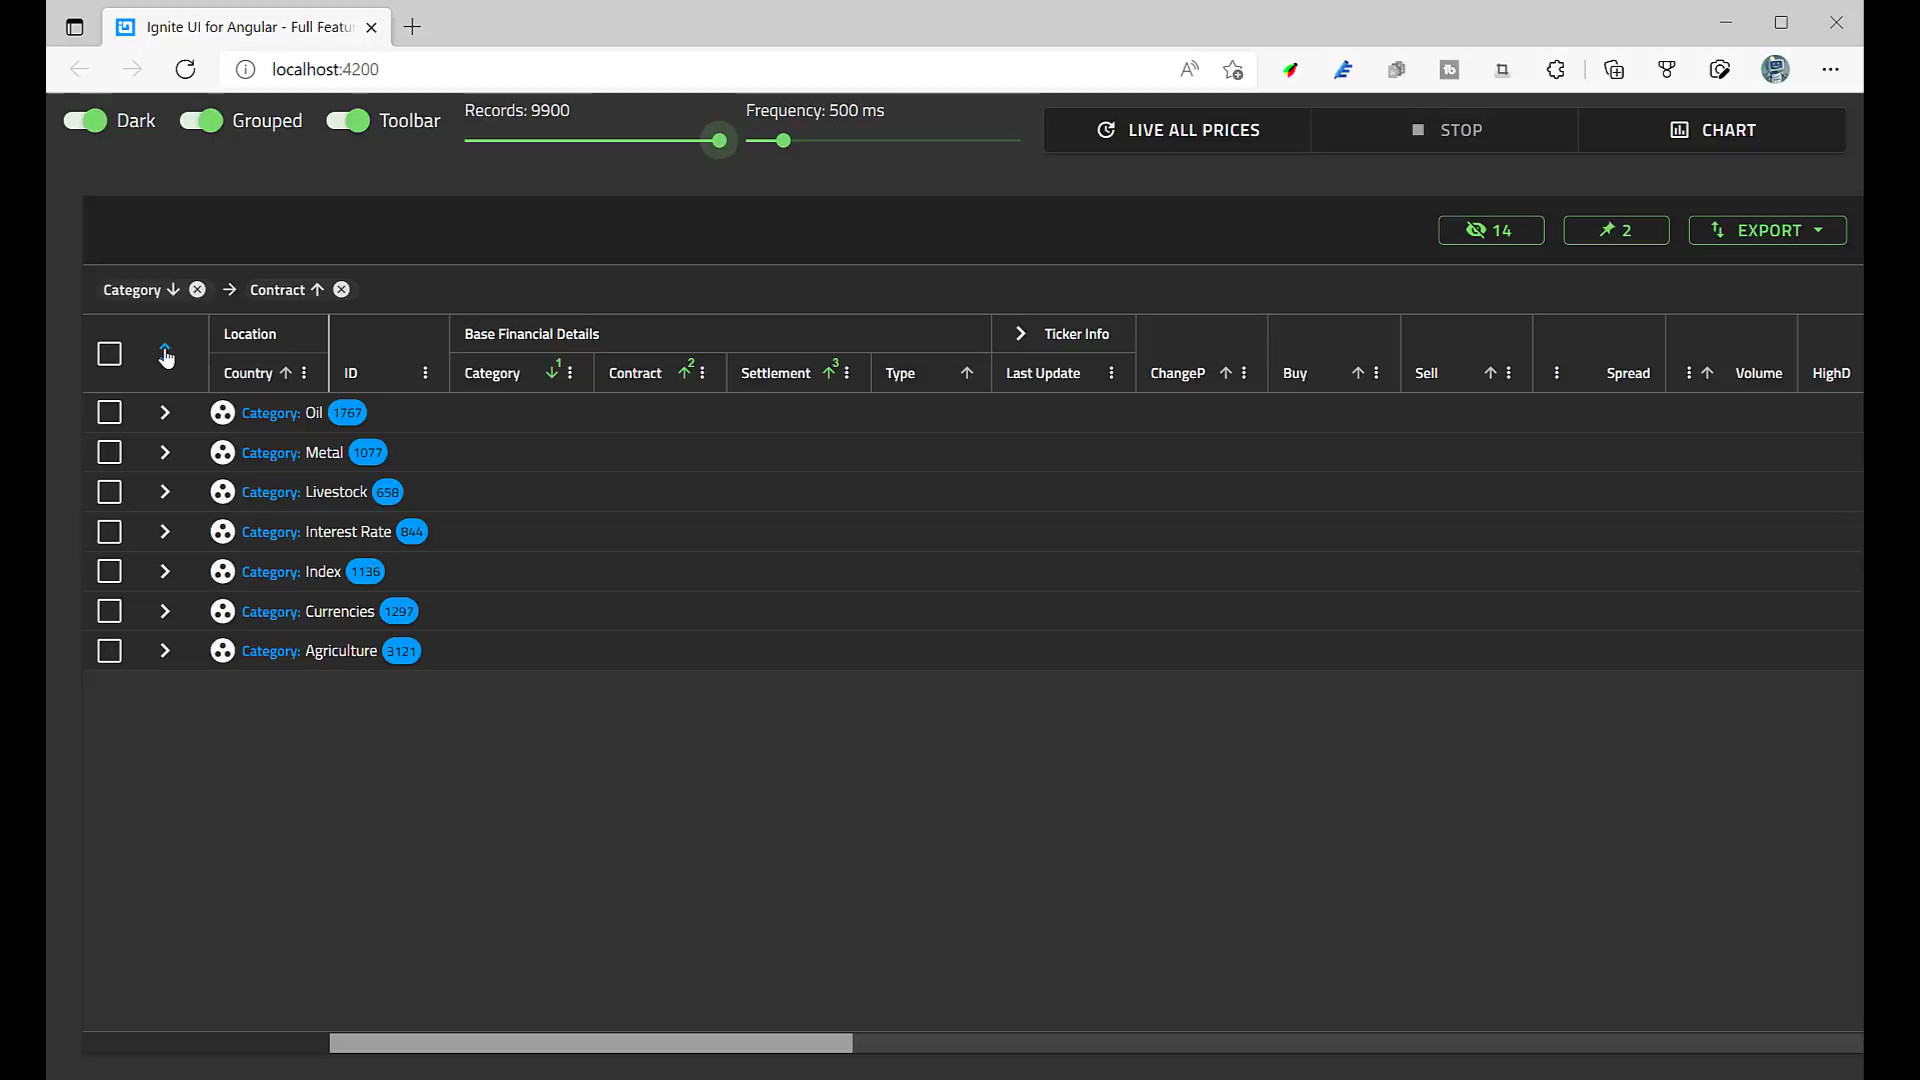 Ignite UI for Angular - Full Featu
localhost:4200
Dark Grouped Toolbar
Records: 9900
Frequency: 500 ms
LIVE ALL PRICES
STOP
CHART
14
2
EXPORT
Category Contract
Location
Base Financial Details
Ticker Info
Country
ID
Category 1
Contract 2
Settlement 3
Type
Last Update
ChangeP
Buy
Sell
Spread
Volume
HighD
Category: Oil 1767
Category: Metal 1077
Category: Livestock 658
Category: Interest Rate 844
Category: Index 1136
Category: Currencies 1297
Category: Agriculture 3121